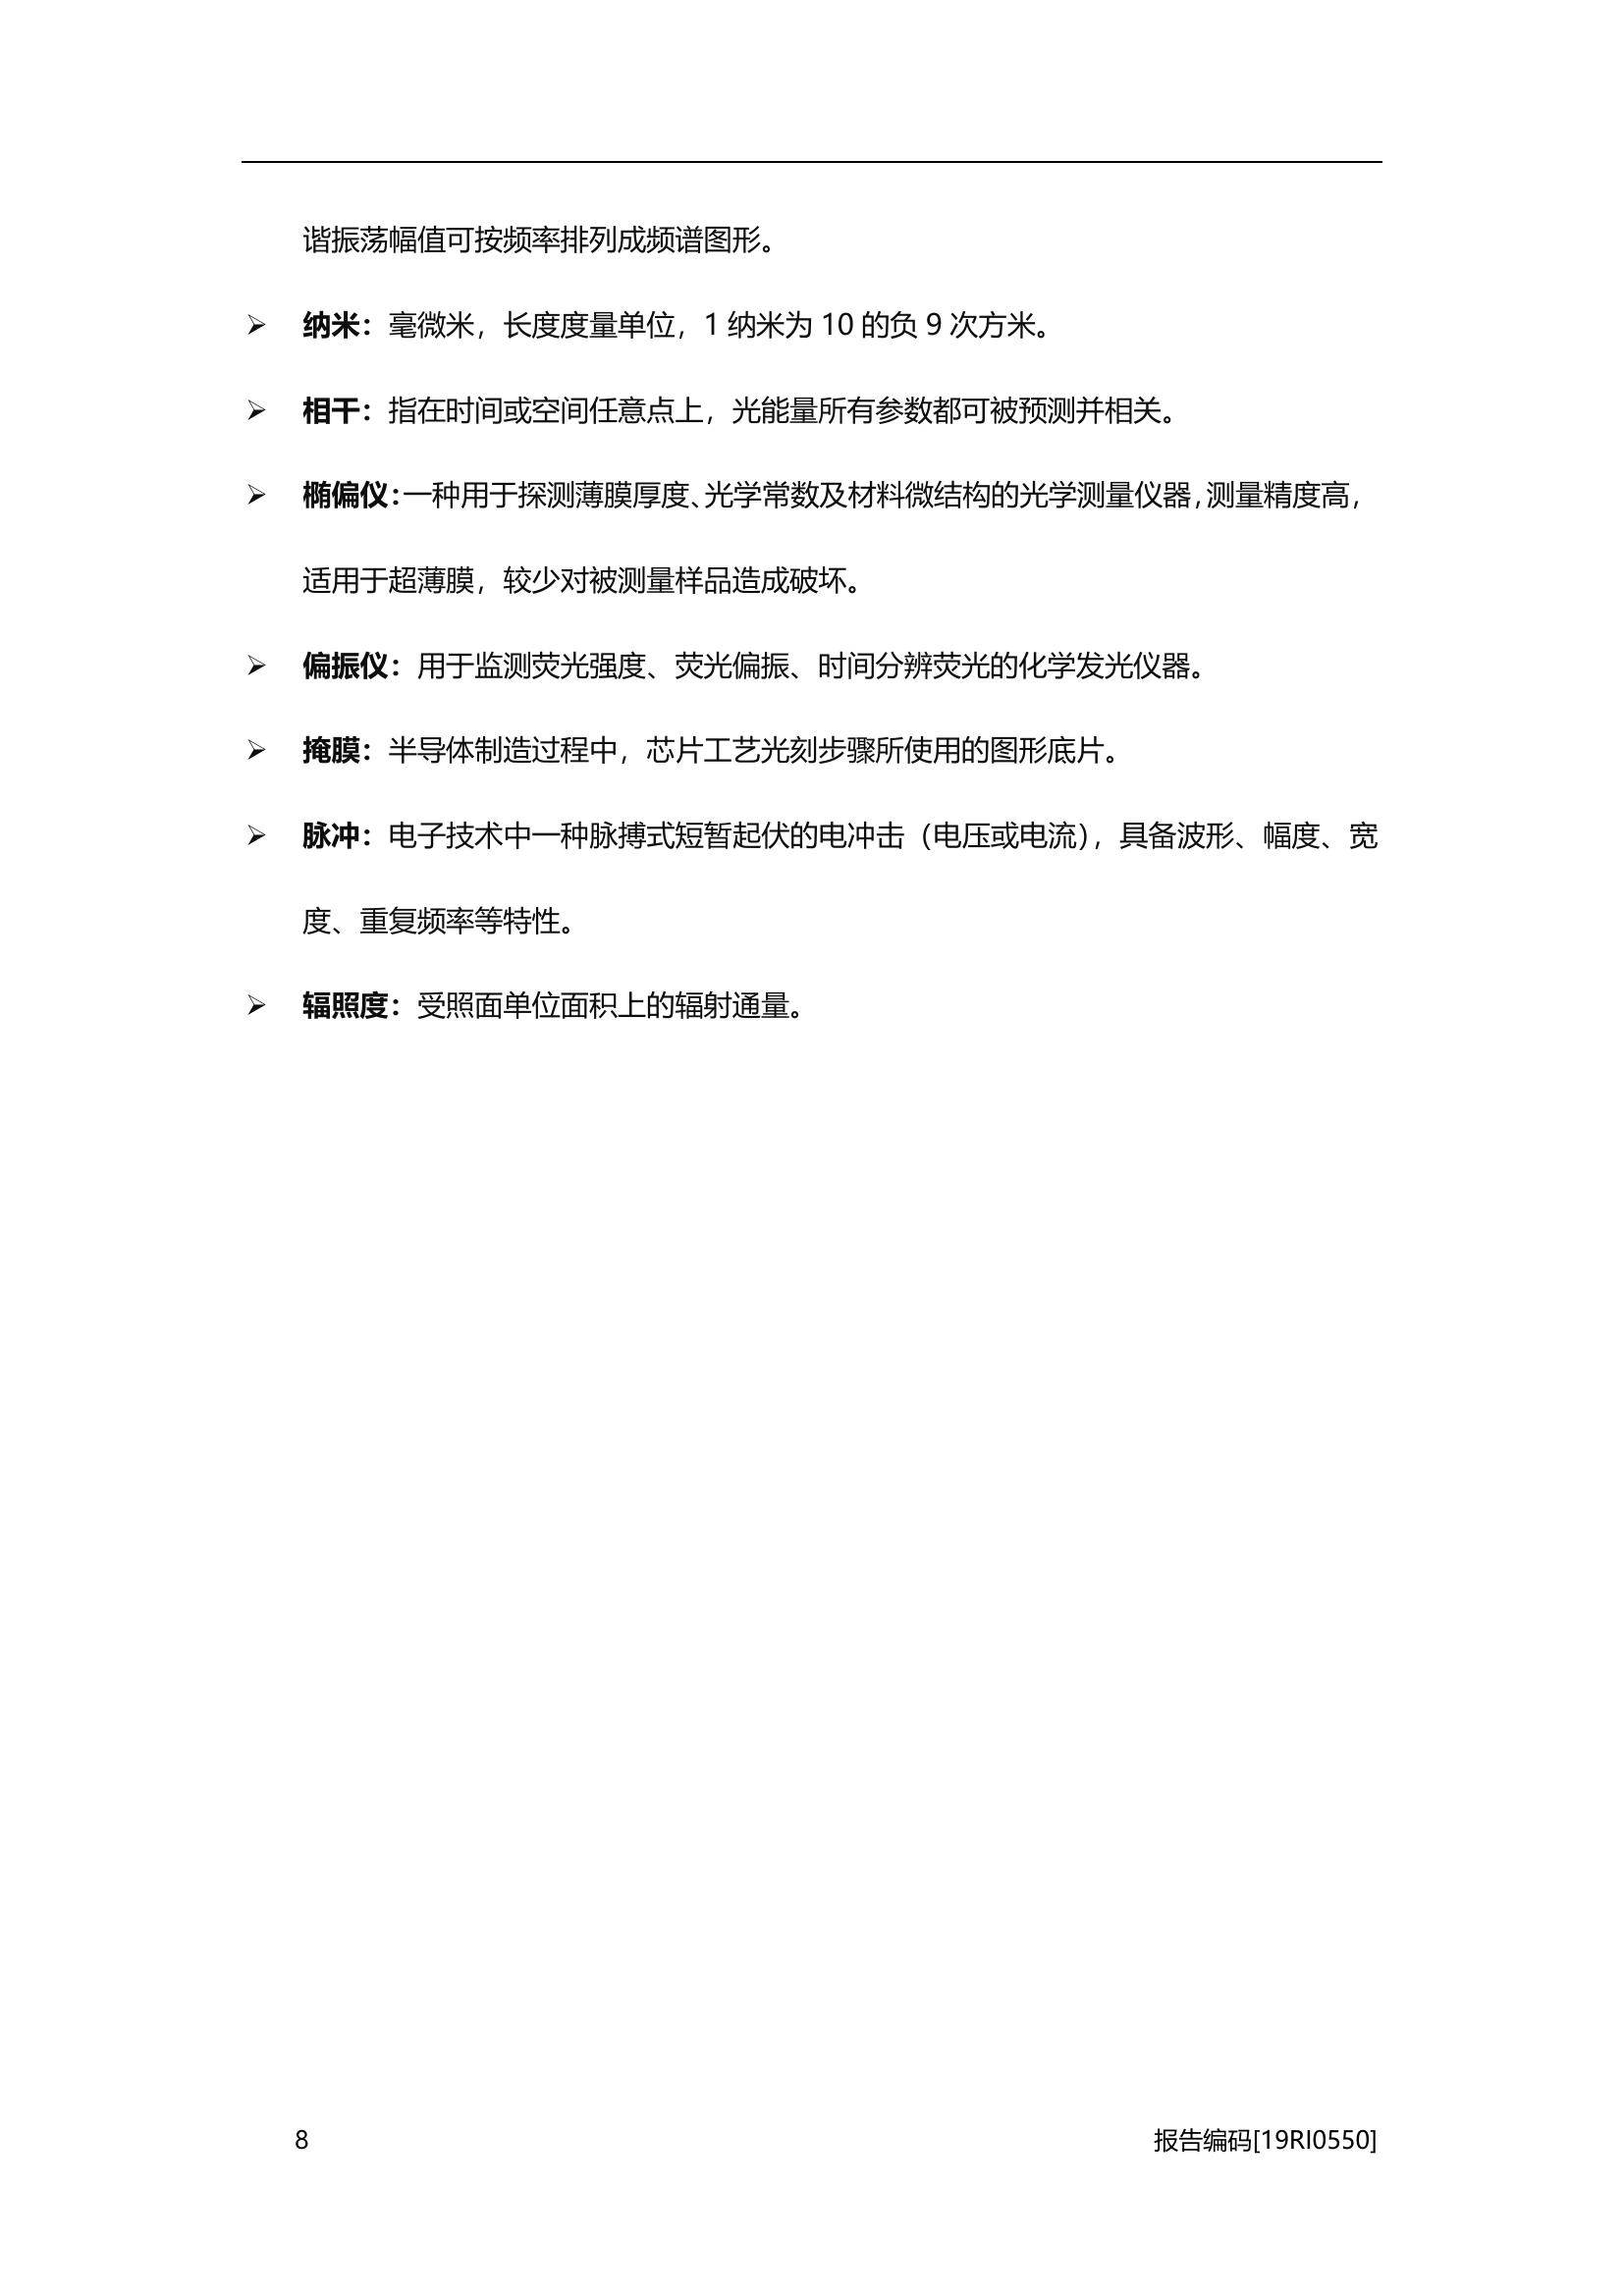 谐振荡幅值可按频率排列成频谱图形。
➢ 纳米：毫微米，长度度量单位，1 纳米为 10 的负 9 次方米。
➢ 相干：指在时间或空间任意点上，光能量所有参数都可被预测并相关。
➢ 椭偏仪：一种用于探测薄膜厚度、光学常数及材料微结构的光学测量仪器，测量精度高，
适用于超薄膜，较少对被测量样品造成破坏。
➢ 偏振仪：用于监测荧光强度、荧光偏振、时间分辨荧光的化学发光仪器。
➢ 掩膜：半导体制造过程中，芯片工艺光刻步骤所使用的图形底片。
➢ 脉冲：电子技术中一种脉搏式短暂起伏的电冲击（电压或电流），具备波形、幅度、宽
度、重复频率等特性。
➢ 辐照度：受照面单位面积上的辐射通量。
8 报告编码[19RI0550]